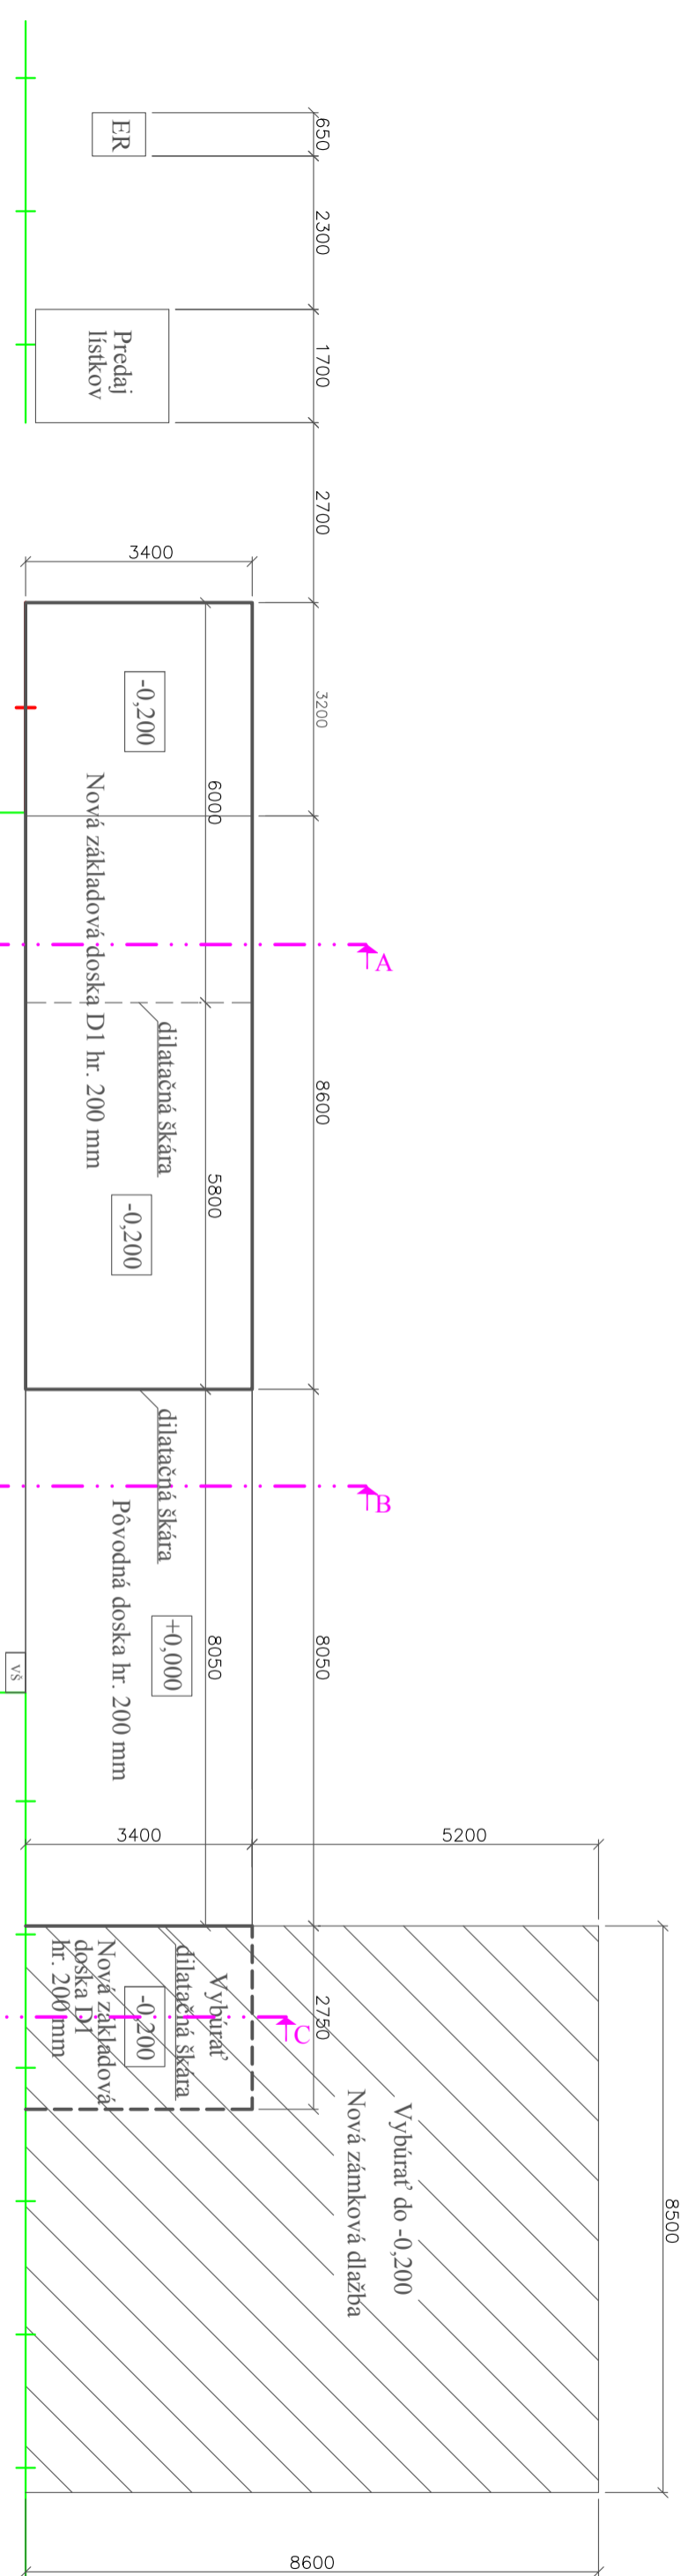 ER
650
2300
Predaj
lístkov
1700
2700
3400
3200
-0,200
6000
Nová základová doska D1 hr. 200 mm
A
dilatačná škára
8600
5800
-0,200
dilatačná škára
B
Pôvodná doska hr. 200 mm
+0,000
8050
8050
vš
3400
5200
Vybúrať
dilatačná škára
-0,200
Nová základová
doska D1
hr. 200 mm
2750
C
Vybúrať do -0,200
Nová zámková dlažba
8500
8600